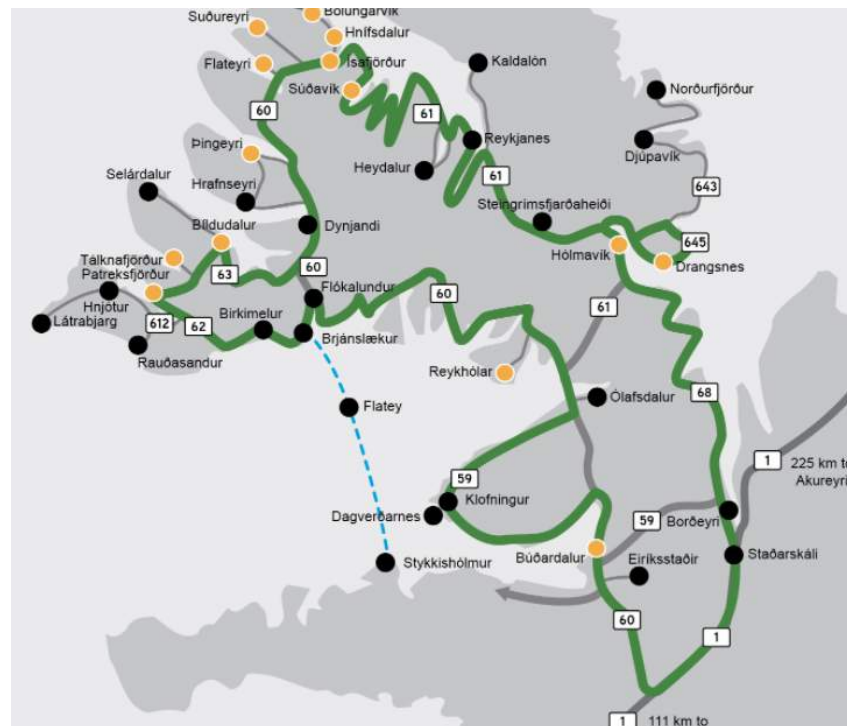 Bolungarvík
Suðureyri
Hnífsdalur
Flateyri
Ísafjörður
Kaldalón
Súðavík
Norðurfjörður
60
61
Reykjanes
Þingeyri
Djúpavík
Heydalur
Selárdalur
61
Hrafnseyri
643
Steingrimsfjarðaheiði
Bíldudalur
Dynjandi
645
Hólmavík
Tálknafjörður
Drangsnes
Patreksfjörður
63
60
Flókalundur
60
61
Hnjótur
Birkimelur
Látrabjarg
612
62
Brjánslækur
Rauðasandur
Reykhólar
68
Ólafsdalur
Flatey
1
225 km to
Akureyri
59
Klofningur
Dagverðarnes
59
Borðeyri
Búðardalur
Eiríksstaðir
Staðarskáli
Stykkishólmur
60
1
1
111 km to